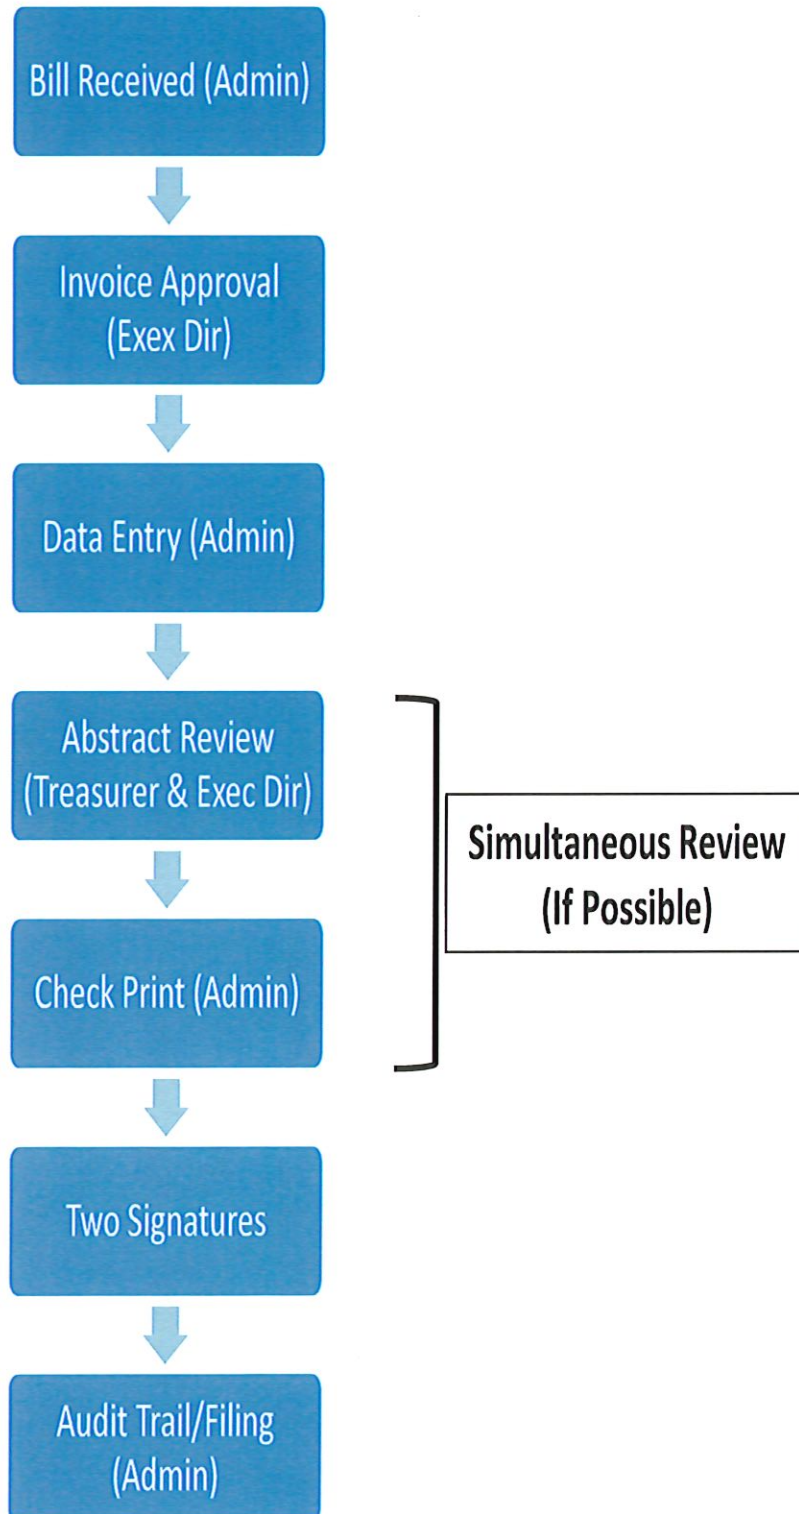 Bill Received (Admin)
Invoice Approval
(Exex Dir)
Data Entry (Admin)
Abstract Review
(Treasurer & Exec Dir)
Simultaneous Review
(If Possible)
Check Print (Admin)
Two Signatures
Audit Trail/Filing
(Admin)